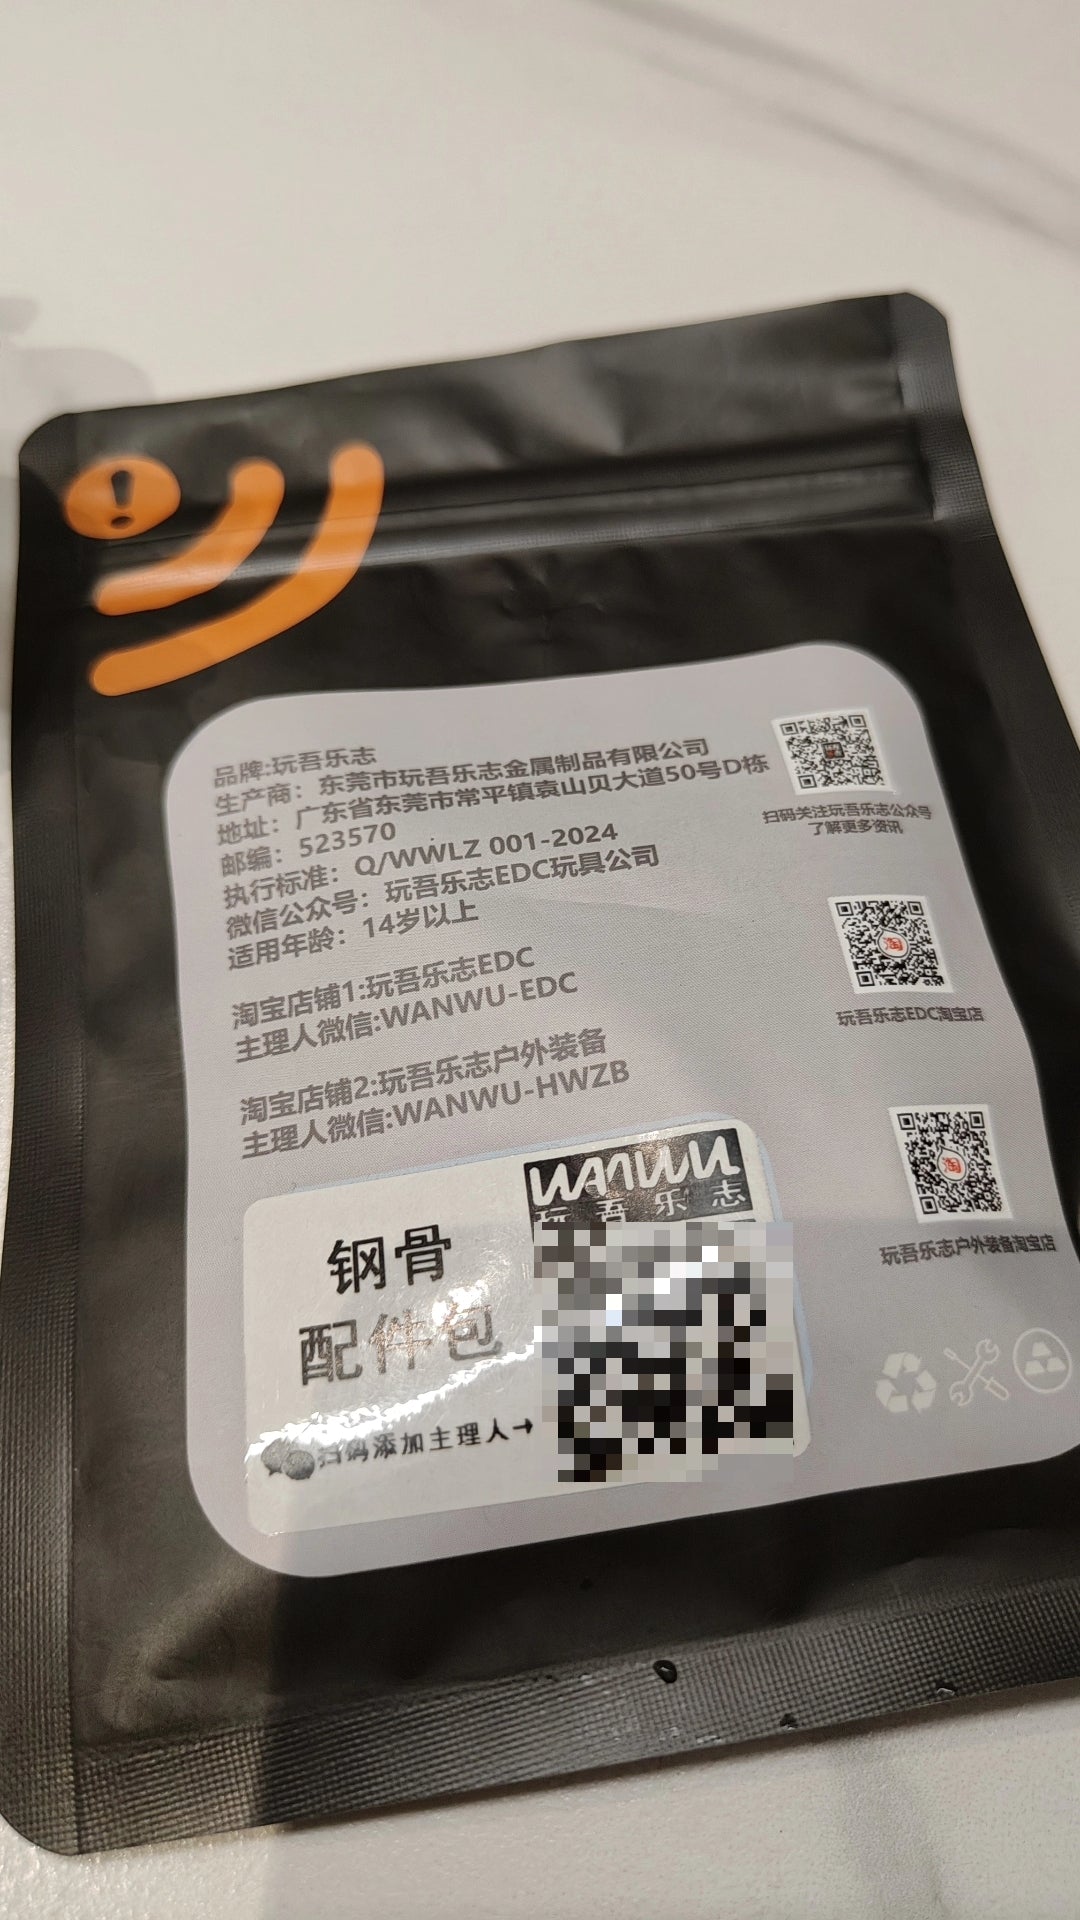 !
品牌:玩吾乐志
生产商：东莞市玩吾乐志金属制品有限公司
地址：广东省东莞市常平镇袁山贝大道50号D栋
邮编：523570
执行标准：Q/WWLZ 001-2024
微信公众号：玩吾乐志EDC玩具公司
适用年龄：14岁以上
淘宝店铺1:玩吾乐志EDC
主理人微信:WANWU-EDC
淘宝店铺2:玩吾乐志户外装备
主理人微信:WANWU-HWZB
扫码关注玩吾乐志公众号
了解更多资讯
淘
玩吾乐志EDC淘宝店
淘
玩吾乐志户外装备淘宝店
WANWU
玩吾乐志
钢骨
配件包
扫码添加主理人→